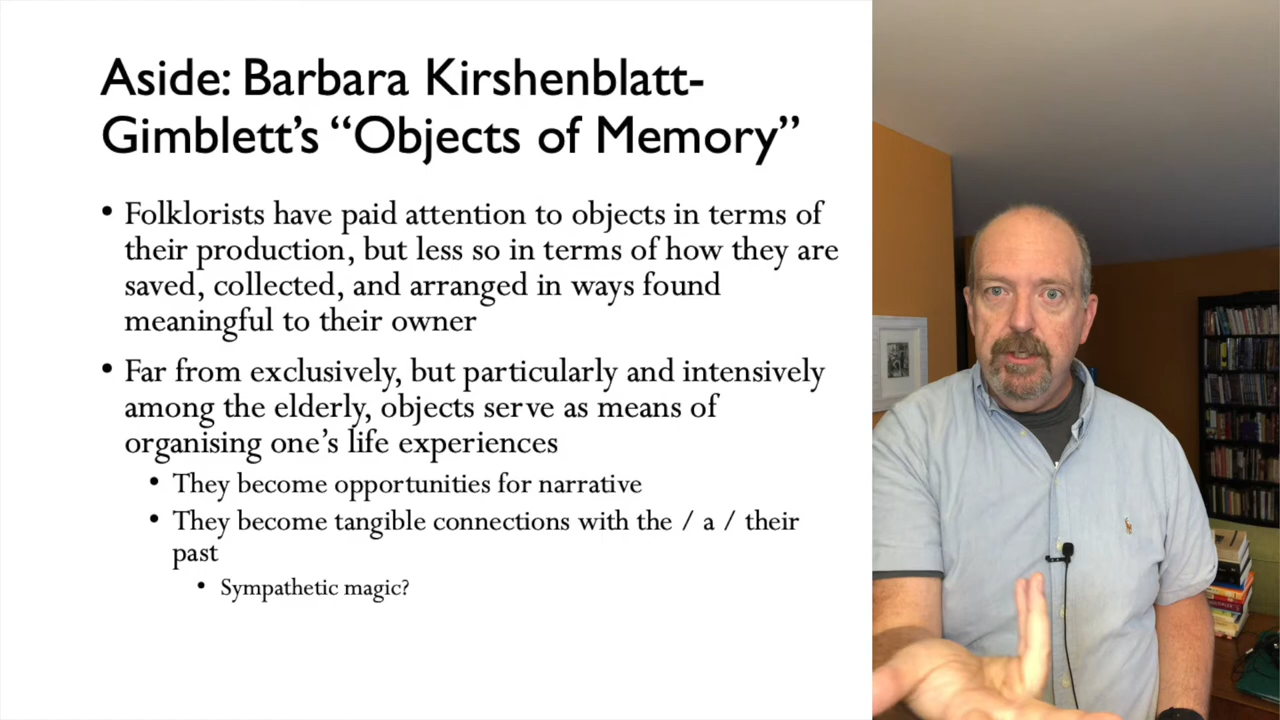 Aside: Barbara Kirshenblatt-
Gimblett’s “Objects of Memory”
• Folklorists have paid attention to objects in terms of
their production, but less so in terms of how they are
saved, collected, and arranged in ways found
meaningful to their owner
• Far from exclusively, but particularly and intensively
among the elderly, objects serve as means of
organising one’s life experiences
• They become opportunities for narrative
• They become tangible connections with the / a / their
past
• Sympathetic magic?